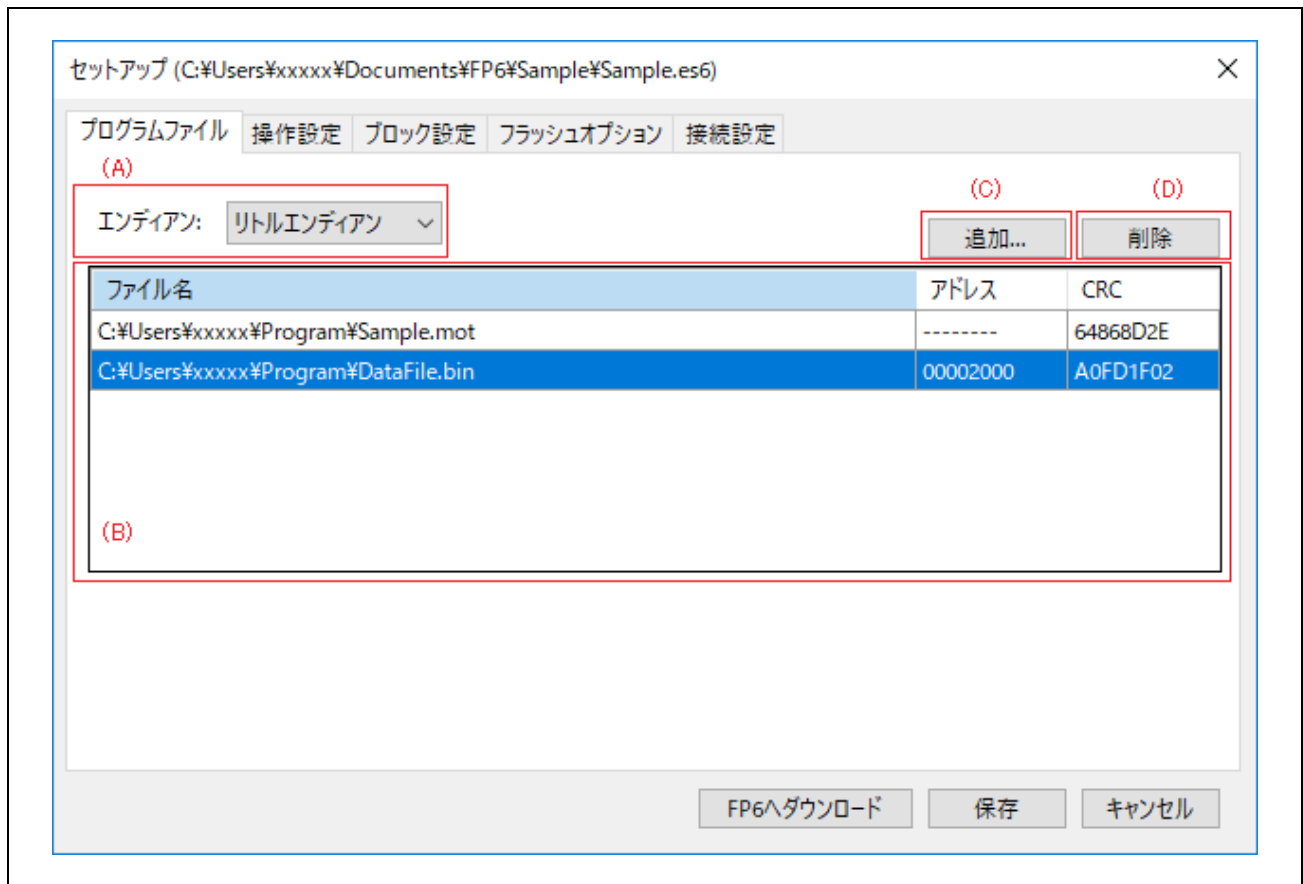 セットアップ (C:¥Users¥xxxxx¥Documents¥FP6¥Sample¥Sample.es6)
プログラムファイル 操作設定 ブロック設定 フラッシュオプション 接続設定
(A)
(C) (D)
エンディアン: リトルエンディアン
追加... 削除
ファイル名 アドレス CRC
C:¥Users¥xxxxx¥Program¥Sample.mot -------- 64868D2E
C:¥Users¥xxxxx¥Program¥DataFile.bin 00002000 A0FD1F02
(B)
FP6へダウンロード 保存 キャンセル